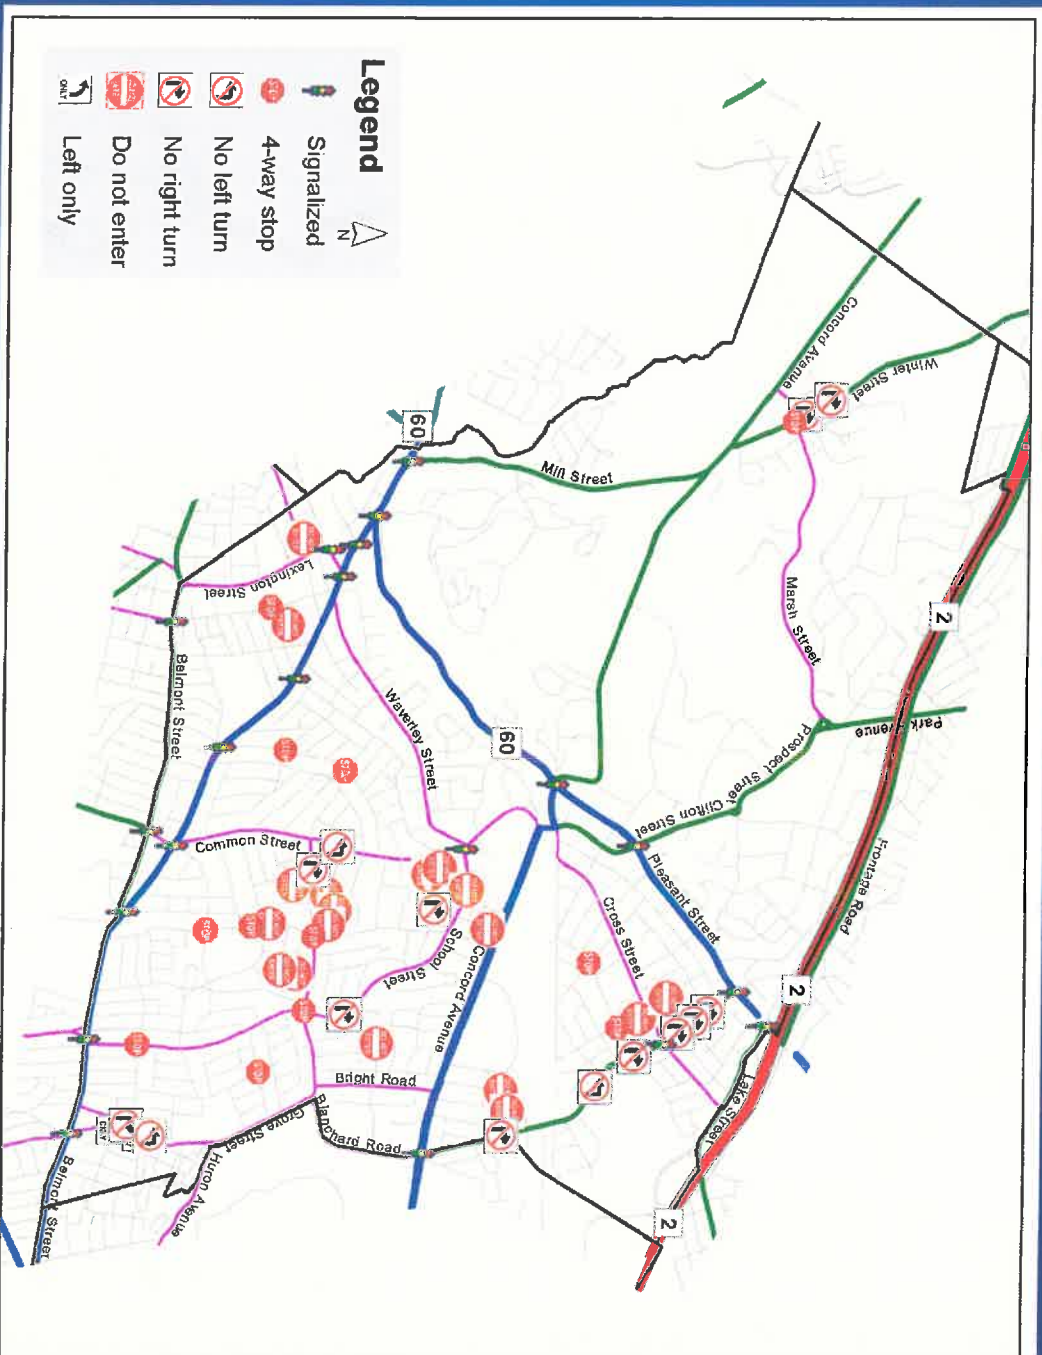 Legend
N
Signalized
4-way stop
No left turn
No right turn
Do not enter
Left only
ONLY
Concord Avenue
Winter Street
STOP
60
Mill Street
Marsh Street
2
Park Avenue
Prospect Street
Clifton Street
Frontage Road
Lexington Street
Belmont Street
Waverley Street
60
Pleasant Street
Common Street
Cross Street
School Street
Concord Avenue
2
Lake Street
Bright Road
Blanchard Road
Grove Street
Huron Avenue
ONLY
Belmont Street
2